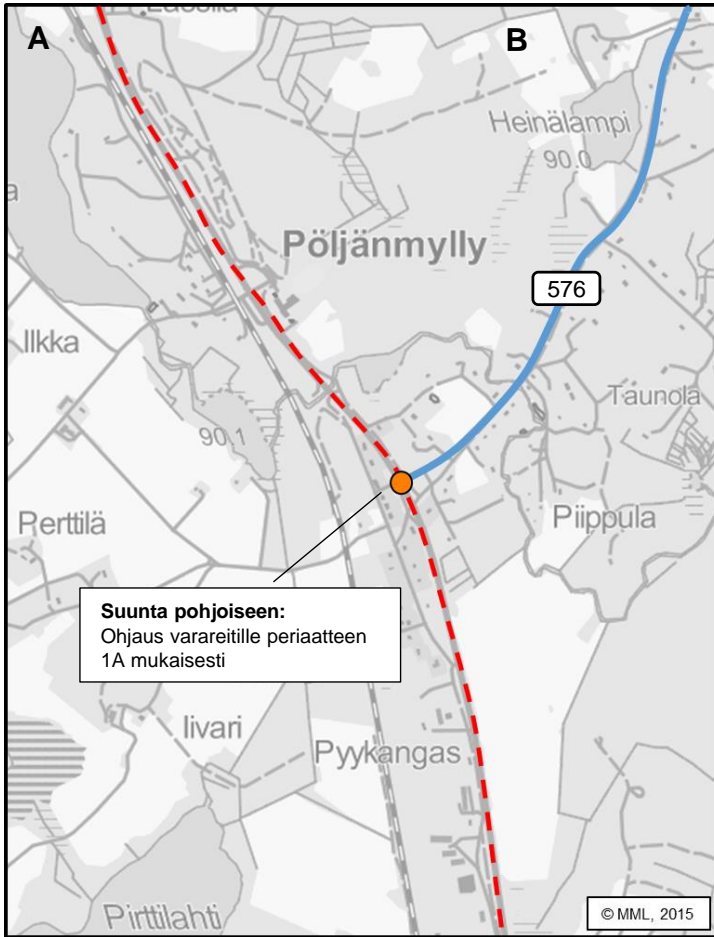 A
B
Heinälampi
90.0
Pöljänmylly
576
Ilkka
Taunola
90.1
Perttilä
Piippula
Suunta pohjoiseen:
Ohjaus varareitille periaatteen
1A mukaisesti
Iivari
Pyykangas
Pirttilahti
© MML, 2015